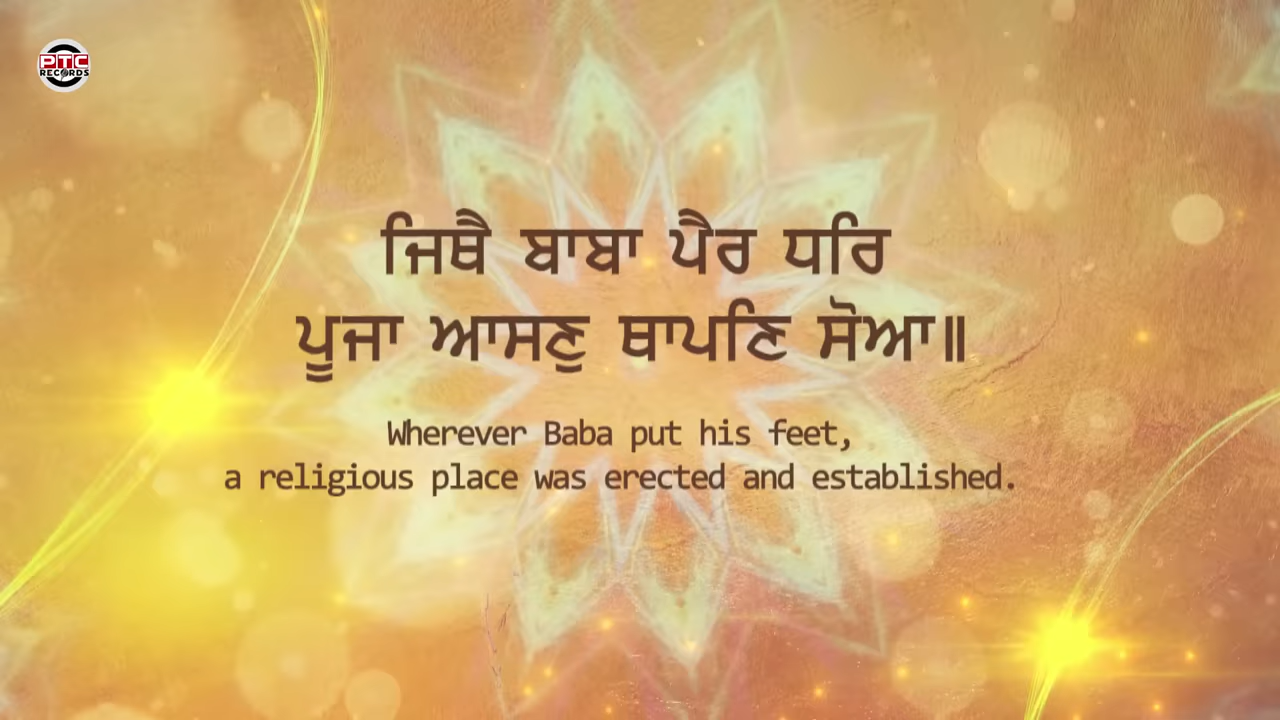 PTC
RECORDS
ਜਿਥੈ ਬਾਬਾ ਪੈਰ ਧਰਿ
ਪੂਜਾ ਆਸਣੁ ਥਾਪਣਿ ਸੋਆ॥
Wherever Baba put his feet,
a religious place was erected and established.